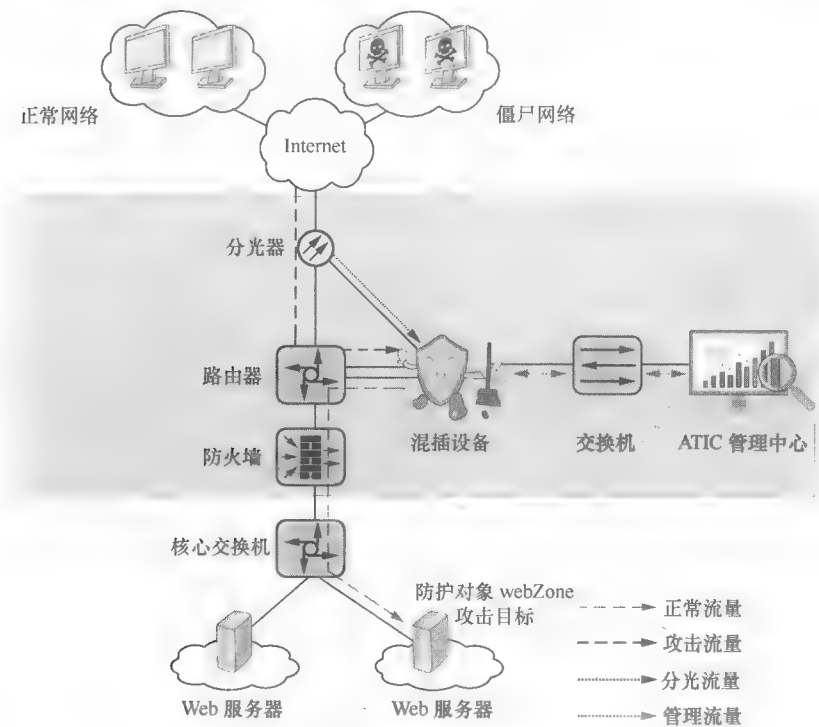 正常网络
僵尸网络
Internet
分光器
路由器
混插设备
交换机
ATIC 管理中心
防火墙
核心交换机
防护对象 webZone
攻击目标
正常流量
攻击流量
分光流量
管理流量
Web 服务器
Web 服务器